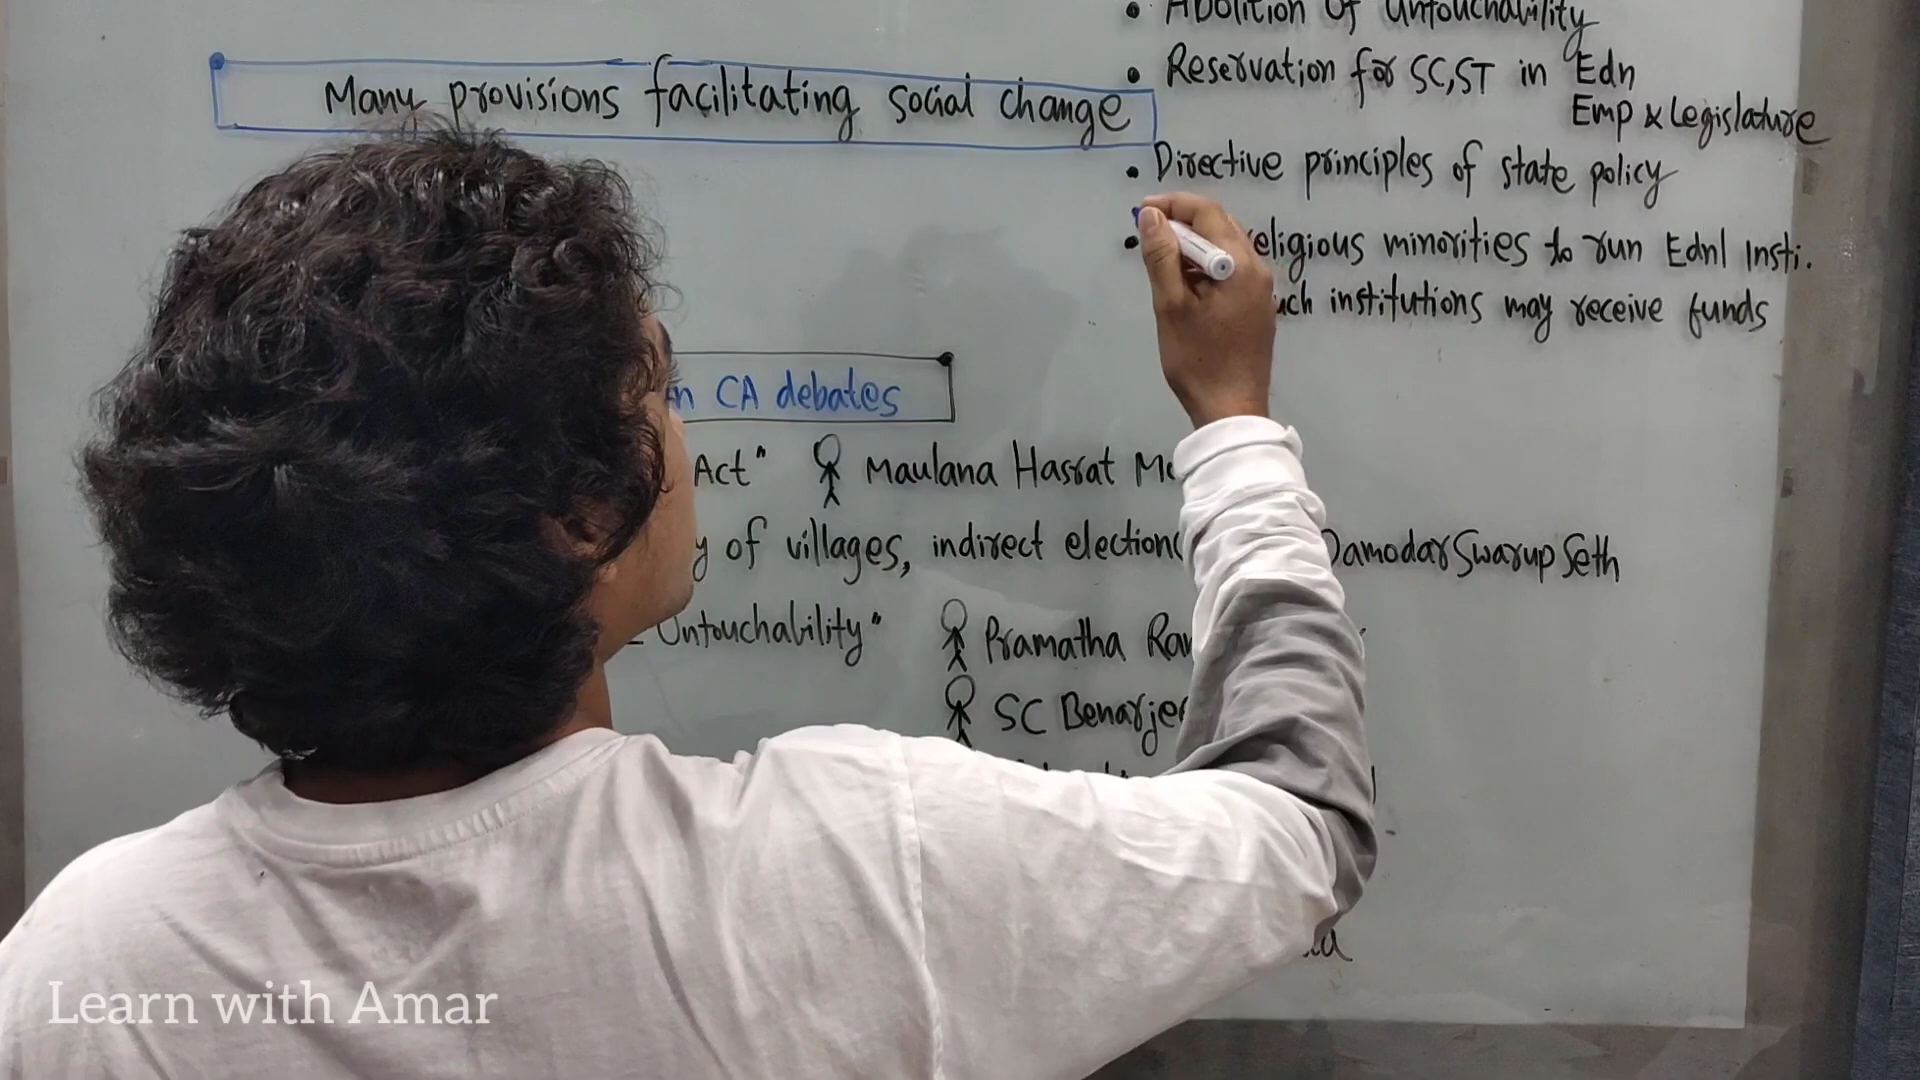 • Abolition of Untouchability
Many provisions facilitating social change
• Reservation for SC,ST in Edn
Emp & Legislature
• Directive principles of state policy
• religious minorities to run Ednl Insti.
institutions may receive funds
in CA debates
Act" Maulana Hasrat
of villages, indirect election Damodar Swarup Seth
Untouchability" Pramatha
SC Benarjee
Learn with Amar